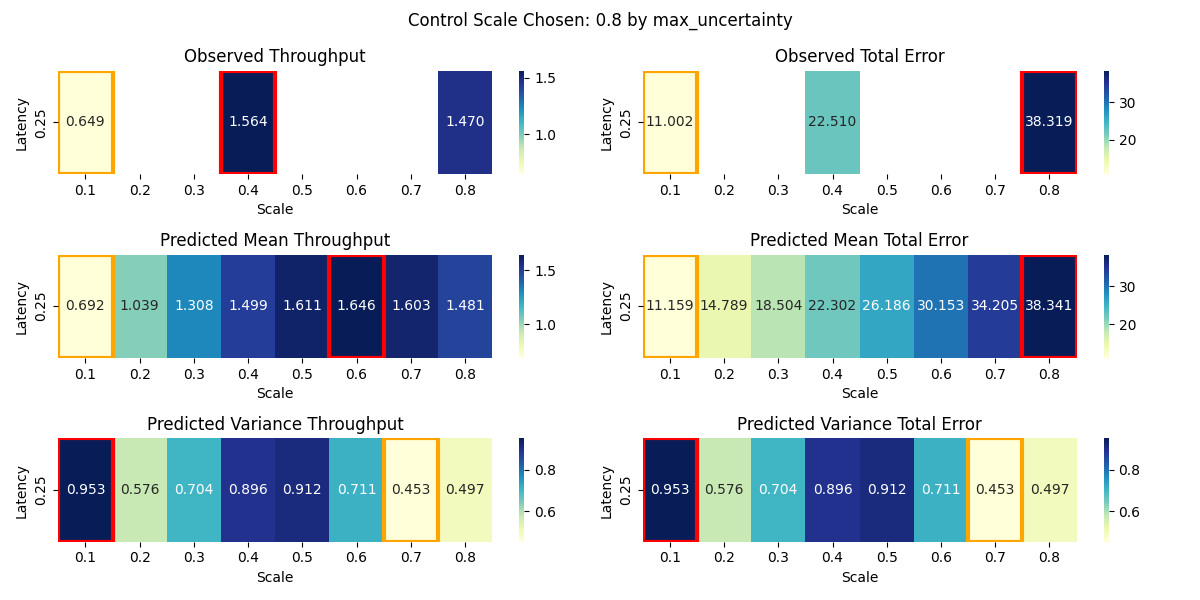 Control Scale Chosen: 0.8 by max_uncertainty
Observed Throughput
Latency
0.25
0.649 1.564 1.470
0.1 0.2 0.3 0.4 0.5 0.6 0.7 0.8
Scale
1.5
1.0
Observed Total Error
Latency
0.25
11.002 22.510 38.319
0.1 0.2 0.3 0.4 0.5 0.6 0.7 0.8
Scale
30
20
Predicted Mean Throughput
Latency
0.25
0.692 1.039 1.308 1.499 1.611 1.646 1.603 1.481
0.1 0.2 0.3 0.4 0.5 0.6 0.7 0.8
Scale
1.5
1.0
Predicted Mean Total Error
Latency
0.25
11.159 14.789 18.504 22.302 26.186 30.153 34.205 38.341
0.1 0.2 0.3 0.4 0.5 0.6 0.7 0.8
Scale
30
20
Predicted Variance Throughput
Latency
0.25
0.953 0.576 0.704 0.896 0.912 0.711 0.453 0.497
0.1 0.2 0.3 0.4 0.5 0.6 0.7 0.8
Scale
0.8
0.6
Predicted Variance Total Error
Latency
0.25
0.953 0.576 0.704 0.896 0.912 0.711 0.453 0.497
0.1 0.2 0.3 0.4 0.5 0.6 0.7 0.8
Scale
0.8
0.6